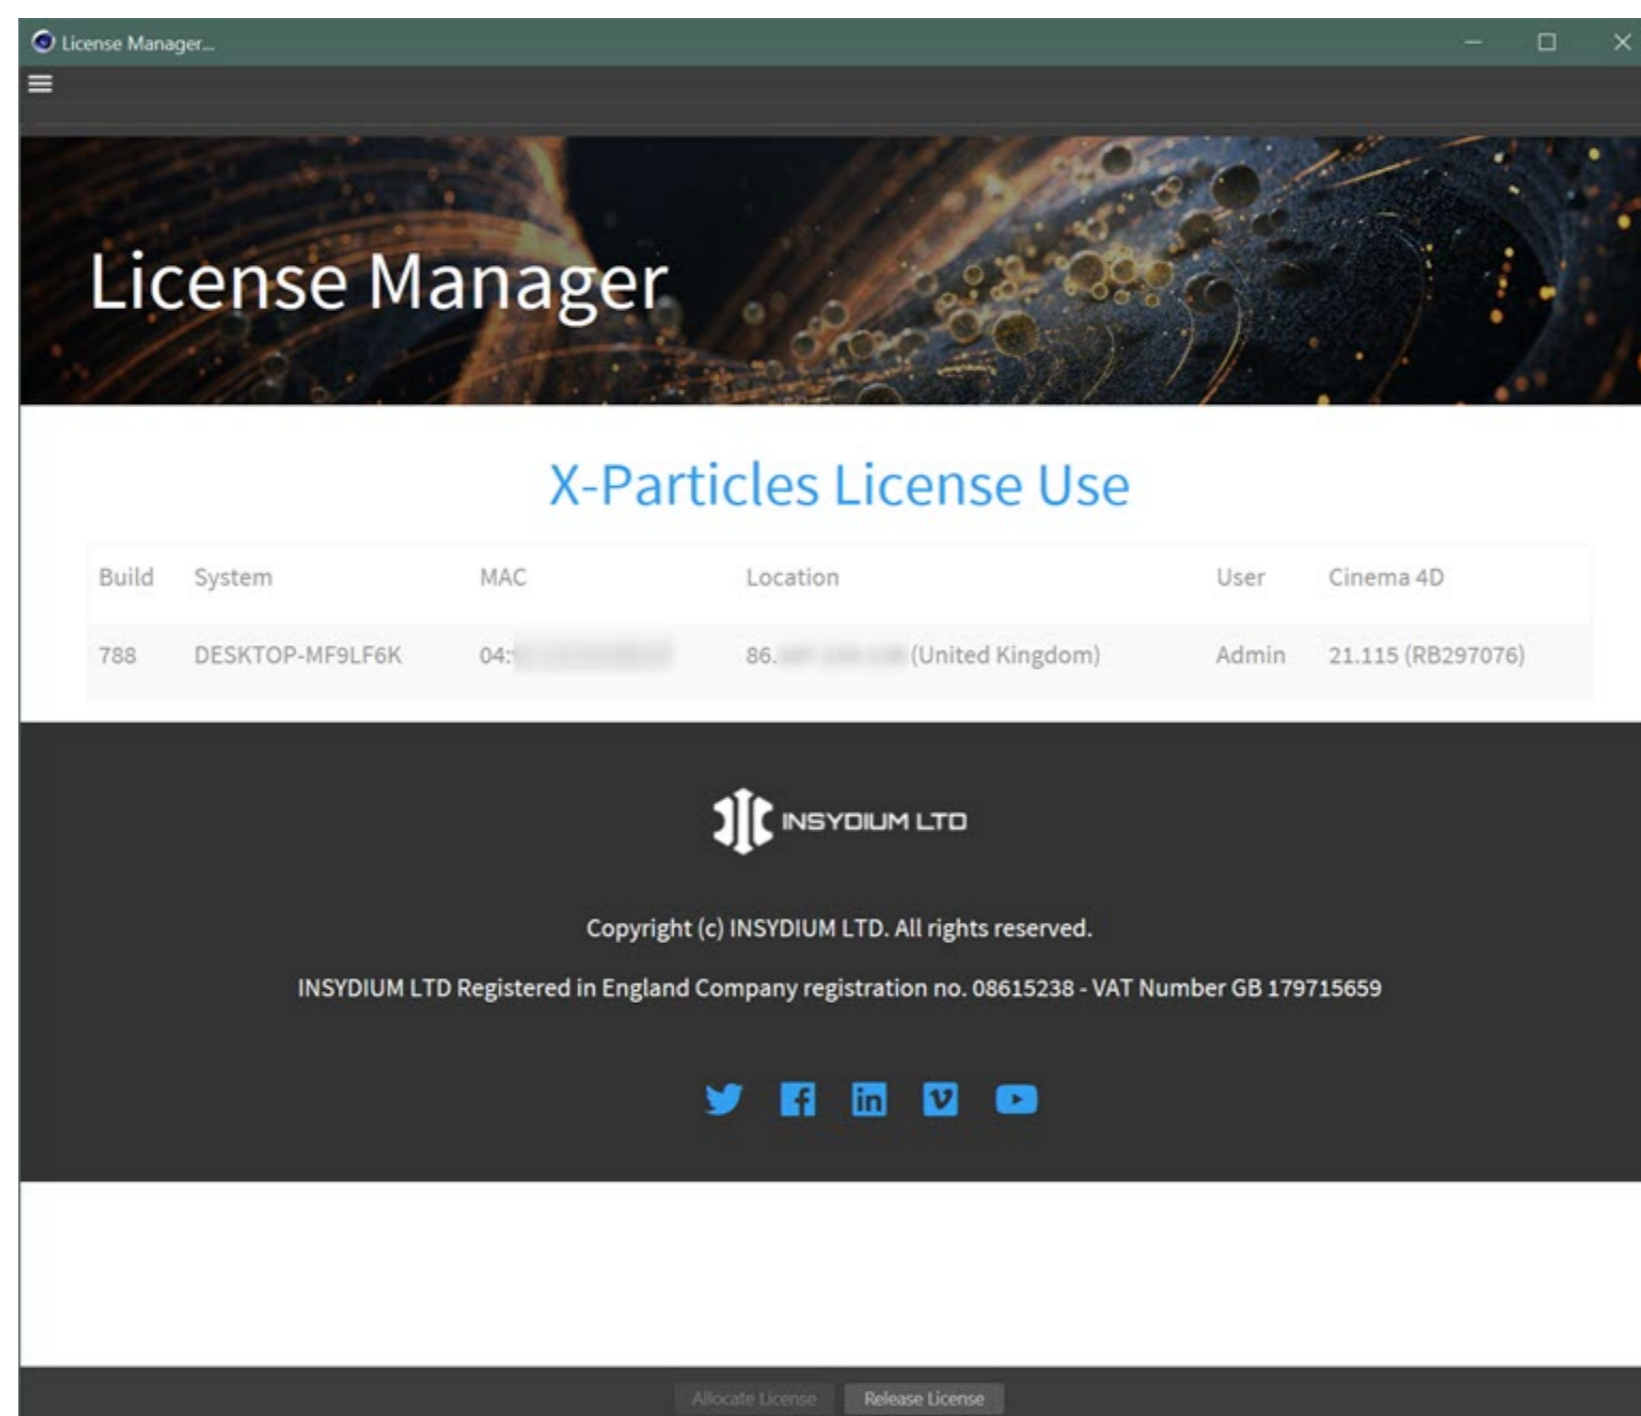 License Manager...
License Manager
X-Particles License Use
Build System MAC Location User Cinema 4D
788 DESKTOP-MF9LF6K 04: 86. (United Kingdom) Admin 21.115 (RB297076)
INSYDIUM LTD
Copyright (c) INSYDIUM LTD. All rights reserved.
INSYDIUM LTD Registered in England Company registration no. 08615238 - VAT Number GB 179715659
Allocate License Release License